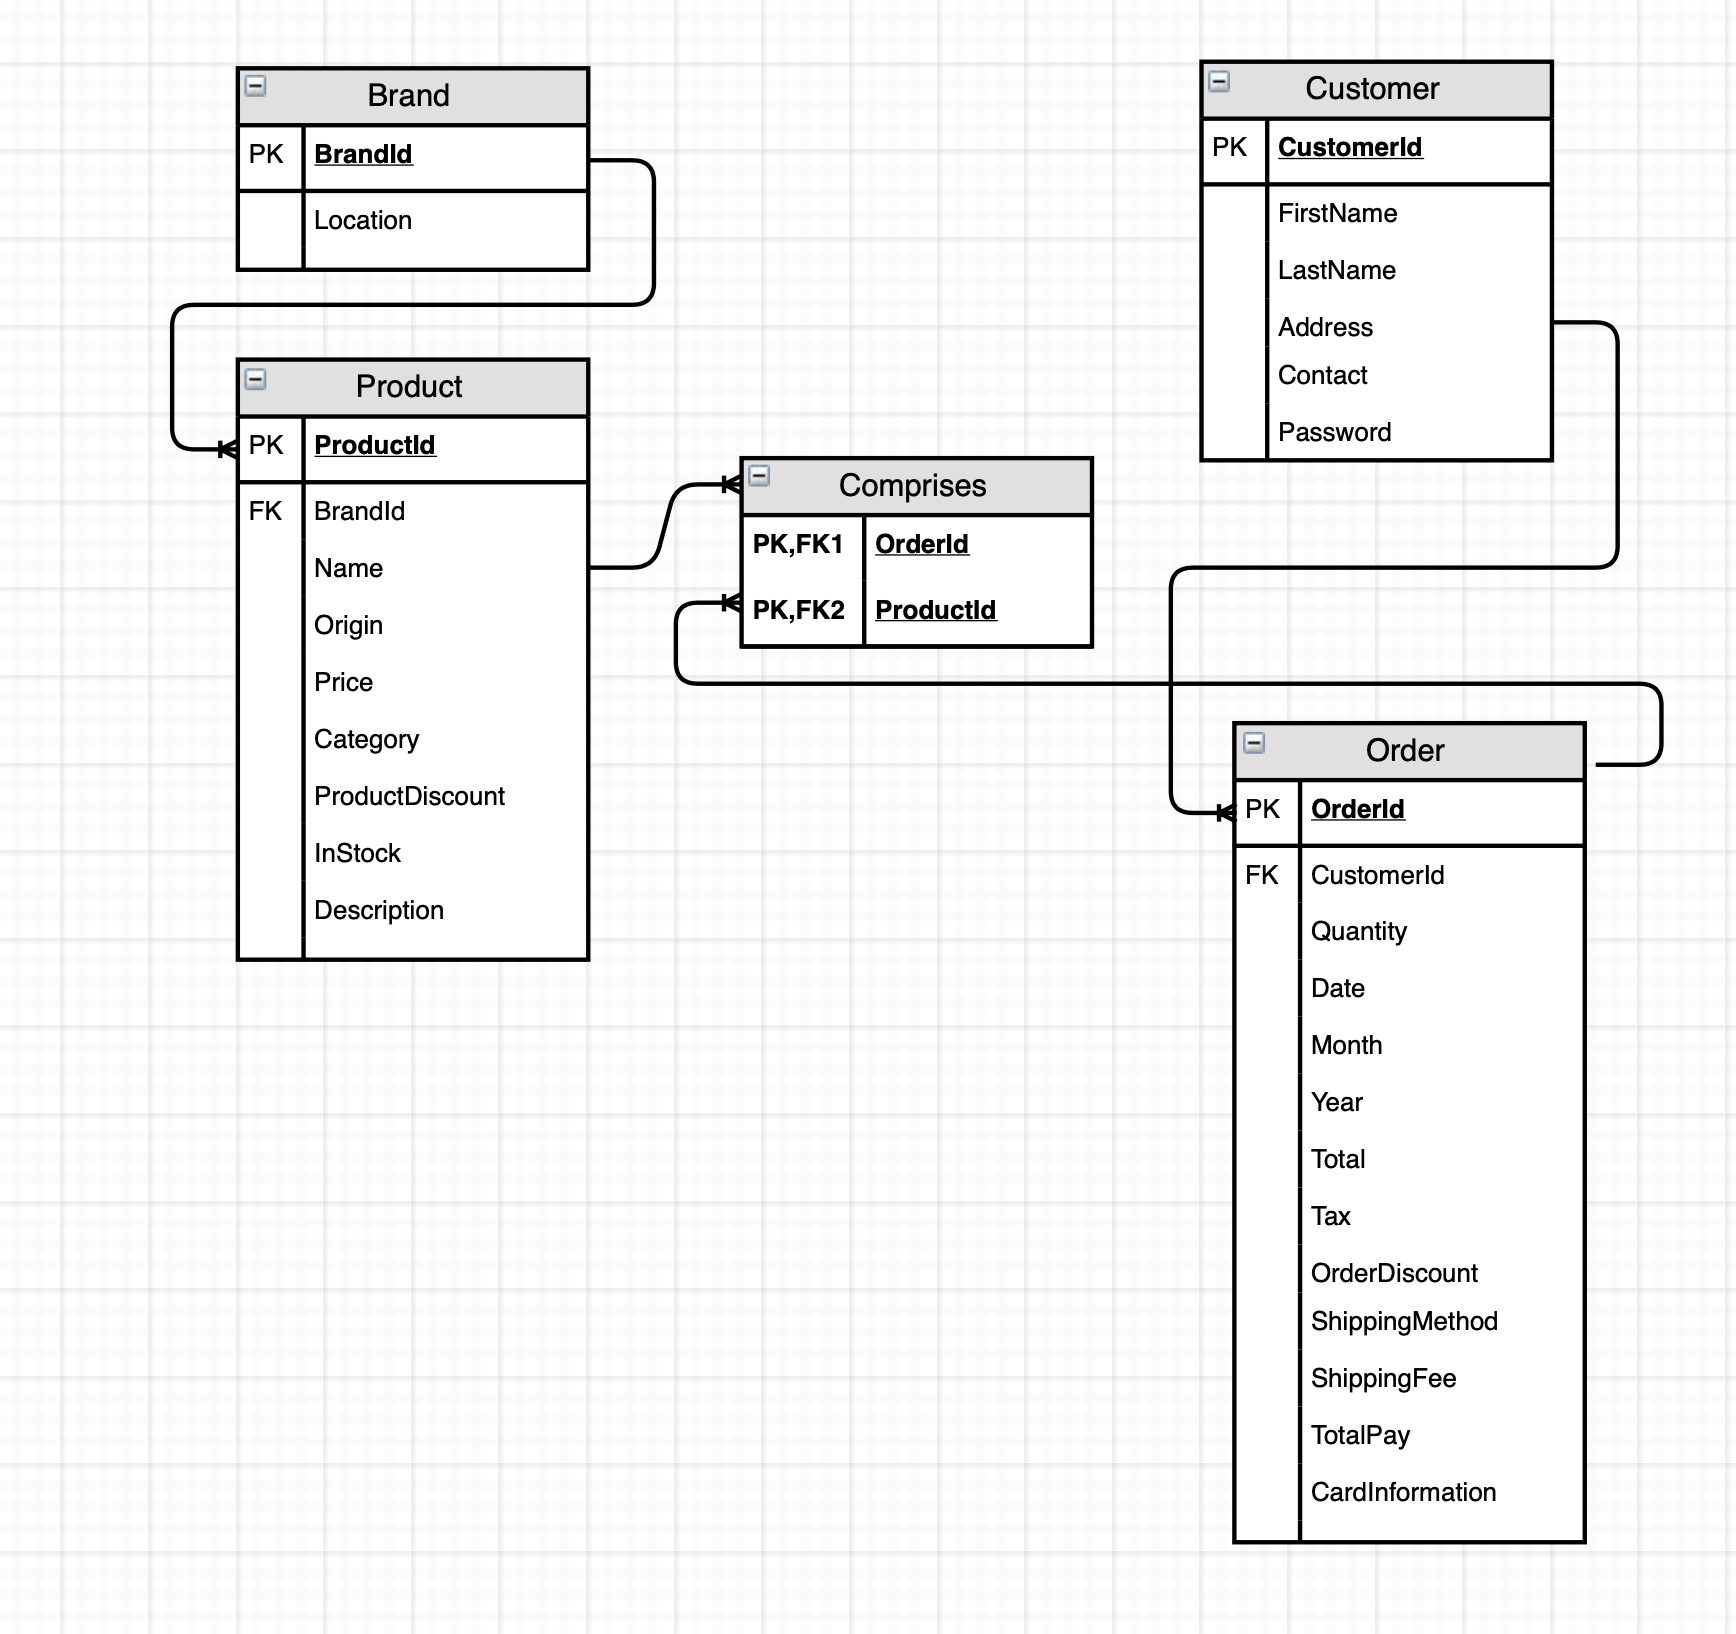 Brand
PK BrandId
Location
Customer
PK CustomerId
FirstName
LastName
Address
Contact
Password
Product
PK ProductId
FK BrandId
Name
Origin
Price
Category
ProductDiscount
InStock
Description
Comprises
PK,FK1 OrderId
PK,FK2 ProductId
Order
PK OrderId
FK CustomerId
Quantity
Date
Month
Year
Total
Tax
OrderDiscount
ShippingMethod
ShippingFee
TotalPay
CardInformation